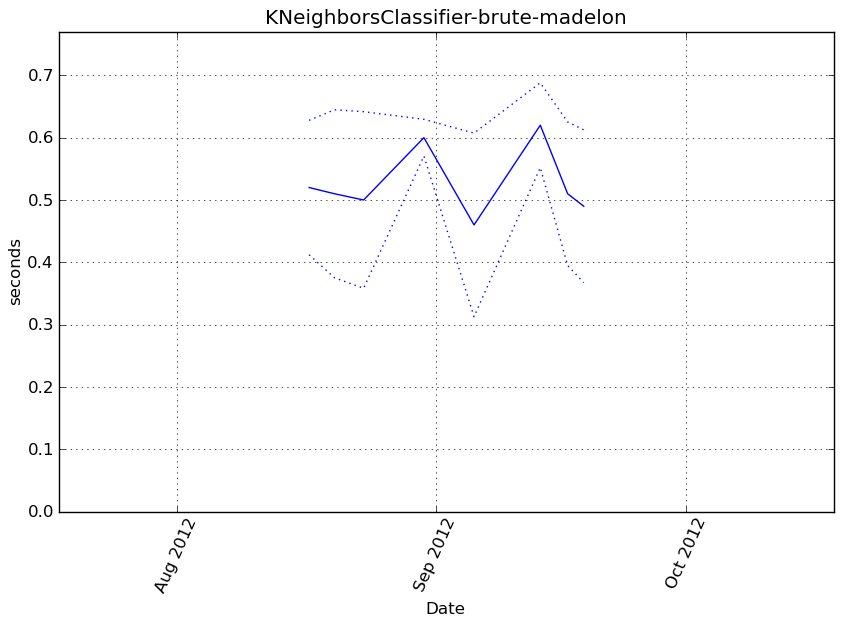 KNeighborsClassifier-brute-madelon
0.7
0.6
0.5
0.4
0.3
0.2
0.1
0.0
seconds
Aug 2012
Sep 2012
Oct 2012
Date